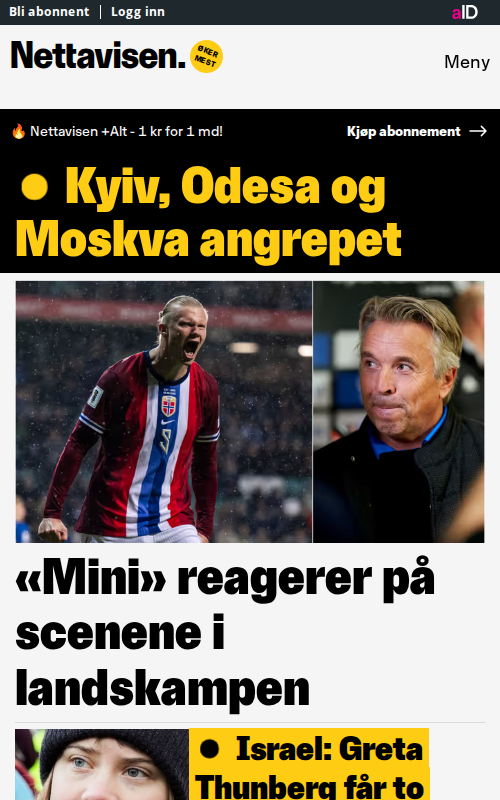 Bli abonnent | Logg inn
aID
Nettavisen.
ØKER
MEST
Meny
🔥 Nettavisen +Alt - 1 kr for 1 md!
Kjøp abonnement →
● Kyiv, Odesa og
Moskva angrepet
9
«Mini» reagerer på
scenene i
landskampen
● Israel: Greta
Thunberg får to